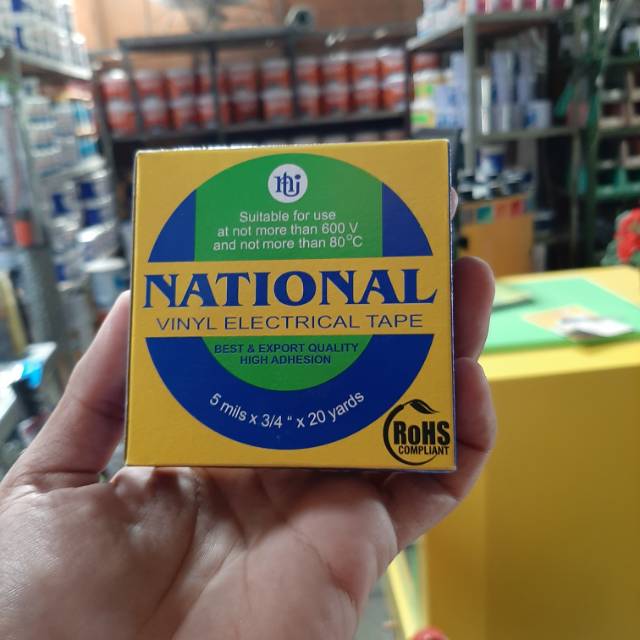 Suitable for use
at not more than 600 V
and not more than 80°C
NATIONAL
VINYL ELECTRICAL TAPE
BEST & EXPORT QUALITY
HIGH ADHESION
5 mils x 3/4 " x 20 yards
RoHS
COMPLIANT